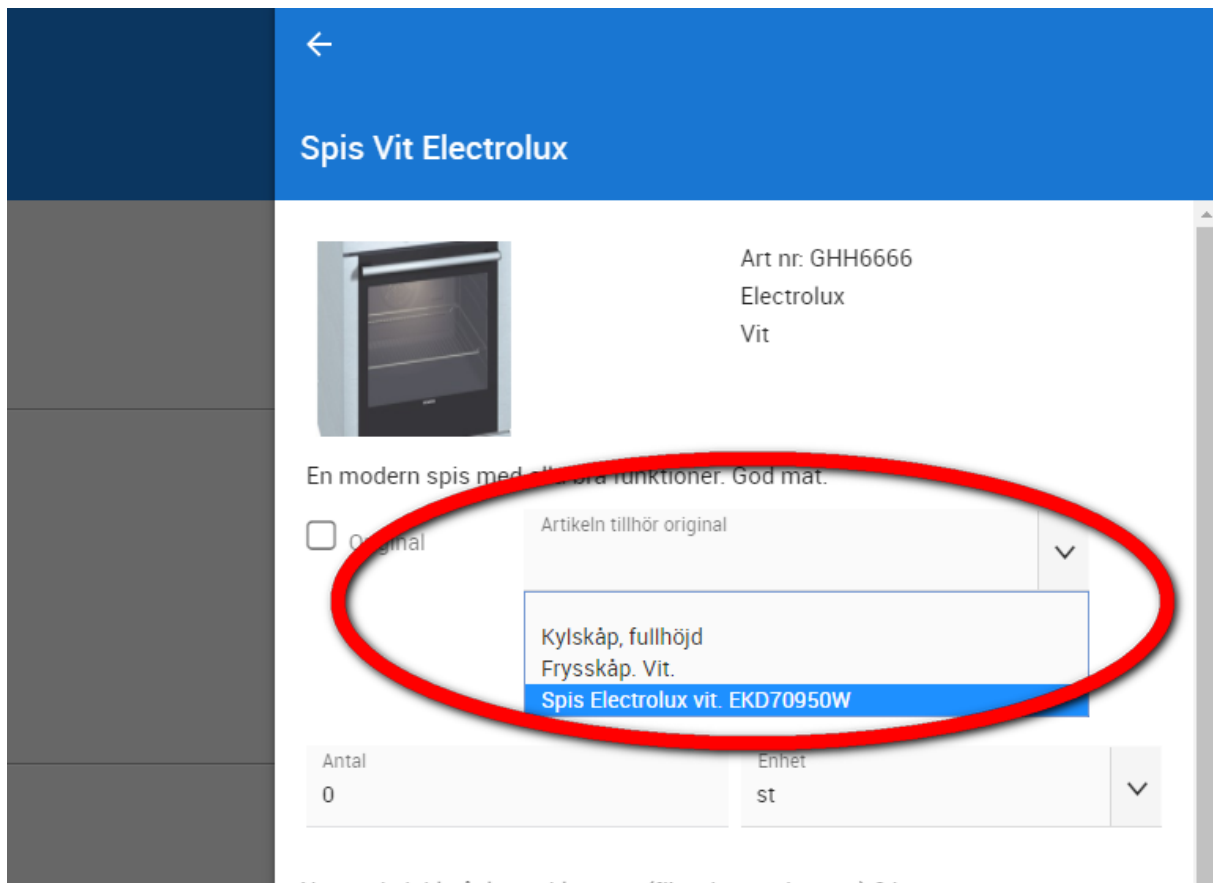 Spis Vit Electrolux
Art nr: GHH6666
Electrolux
Vit
En modern spis med alla bra funktioner. God mat.
Original
Artikeln tillhör original
Kylskåp, fullhöjd
Frysskåp. Vit.
Spis Electrolux vit. EKD70950W
Antal
0
Enhet
st